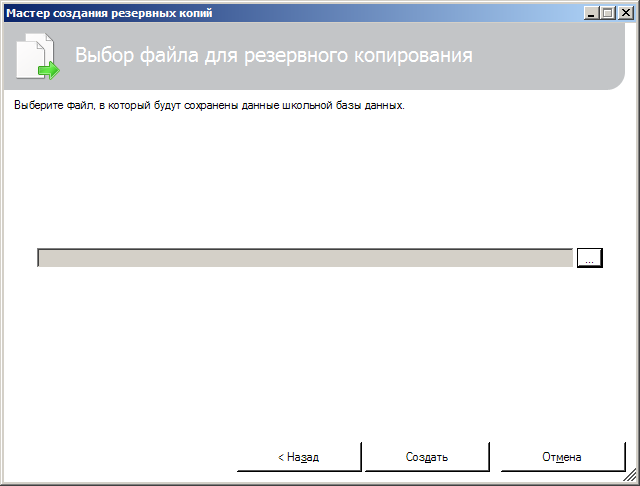 Мастер создания резервных копий
Выбор файла для резервного копирования
Выберите файл, в который будут сохранены данные школьной базы данных.
...
< Назад
Создать
Отмена